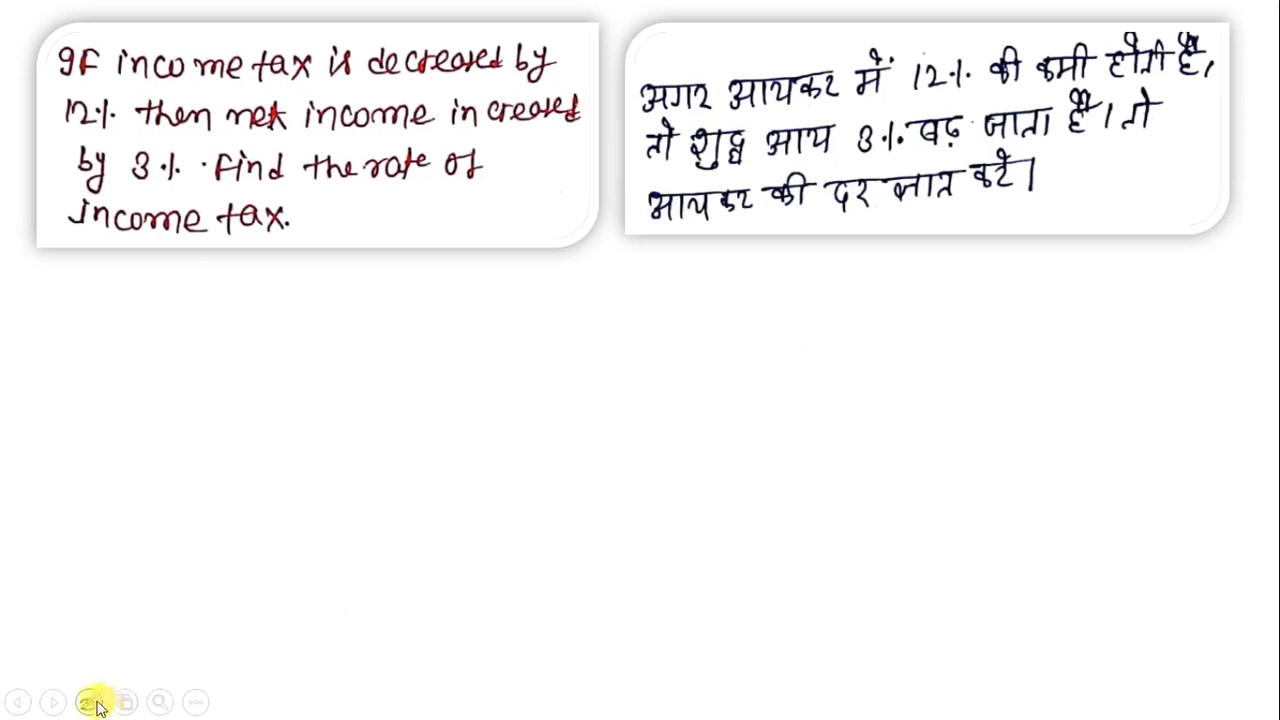 If income tax is decreased by
12% then net income increased
by 3%. Find the rate of
income tax.
अगर आयकर में 12% की कमी होती है,
तो शुद्ध आय 3% बढ़ जाता है। तो
आयकर की दर ज्ञात करें।